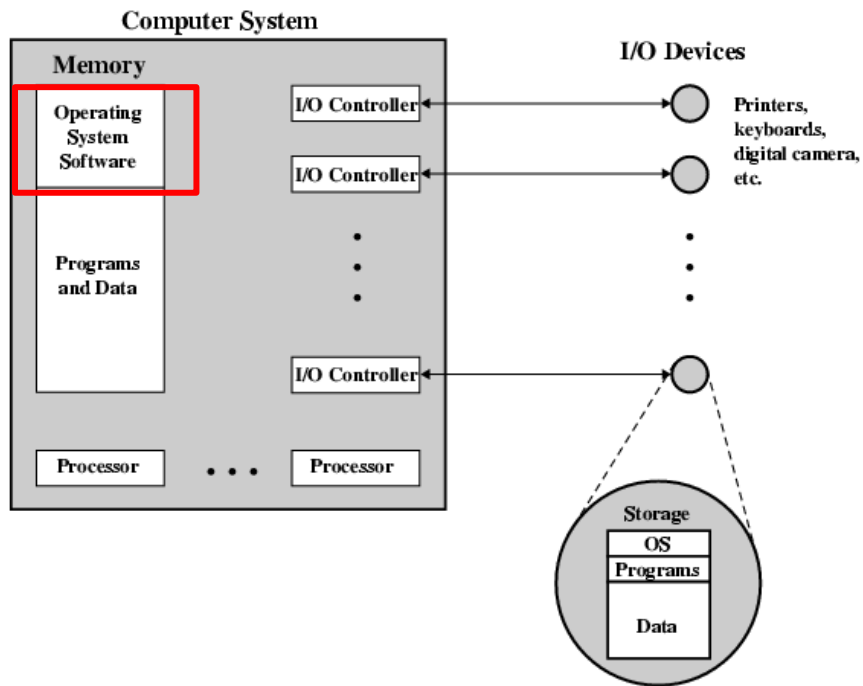 Computer System
Memory
Operating
System
Software
Programs
and Data
I/O Controller
I/O Controller
I/O Controller
Processor
Processor
I/O Devices
Printers,
keyboards,
digital camera,
etc.
Storage
OS
Programs
Data